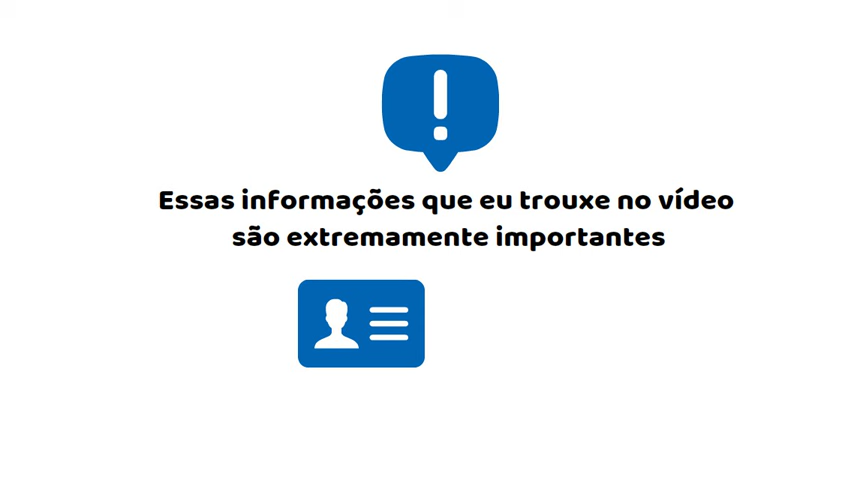 Essas informações que eu trouxe no vídeo
são extremamente importantes